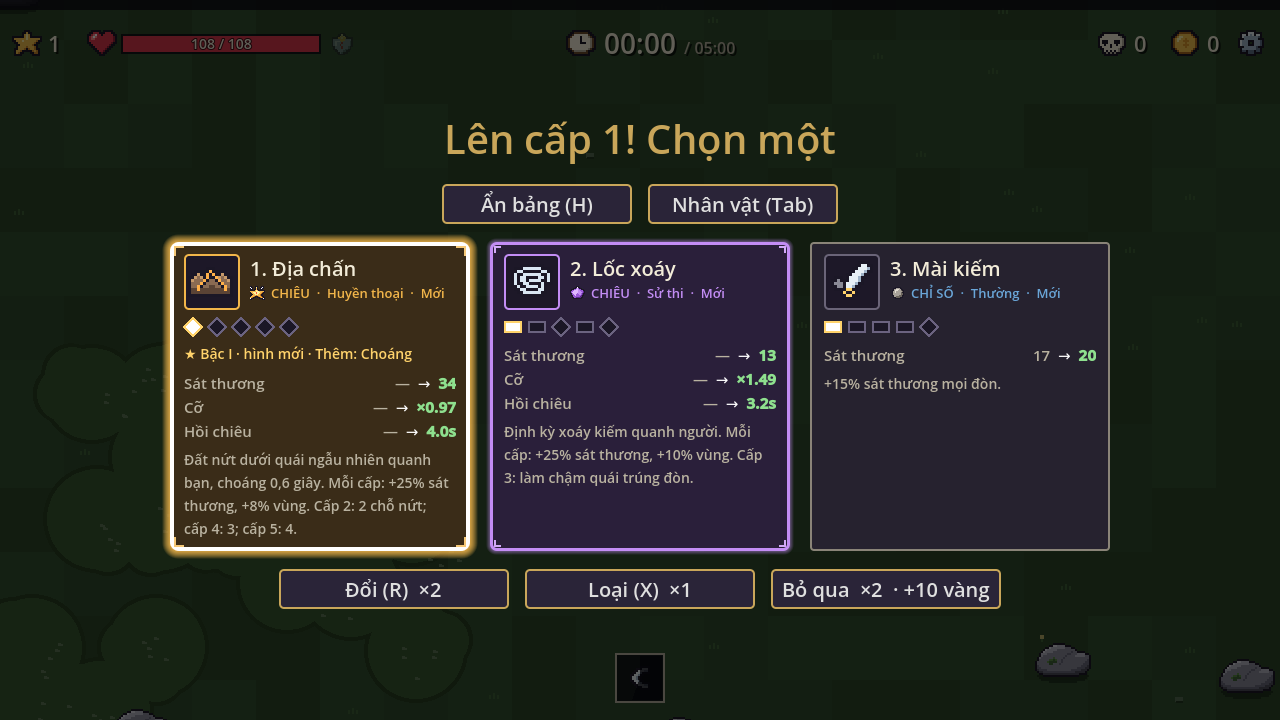 1
108 / 108
00:00 / 05:00
0
0
Lên cấp 1! Chọn một
Ẩn bảng (H)
Nhân vật (Tab)
1. Địa chấn
CHIÊU · Huyền thoại · Mới
★ Bậc I · hình mới · Thêm: Choáng
Sát thương — → 34
Cỡ — → ×0.97
Hồi chiêu — → 4.0s
Đất nứt dưới quái ngẫu nhiên quanh
bạn, choáng 0,6 giây. Mỗi cấp: +25% sát
thương, +8% vùng. Cấp 2: 2 chỗ nứt;
cấp 4: 3; cấp 5: 4.
2. Lốc xoáy
CHIÊU · Sử thi · Mới
Sát thương — → 13
Cỡ — → ×1.49
Hồi chiêu — → 3.2s
Định kỳ xoáy kiếm quanh người. Mỗi
cấp: +25% sát thương, +10% vùng. Cấp
3: làm chậm quái trúng đòn.
3. Mài kiếm
CHỈ SỐ · Thường · Mới
Sát thương 17 → 20
+15% sát thương mọi đòn.
Đổi (R) ×2
Loại (X) ×1
Bỏ qua ×2 · +10 vàng